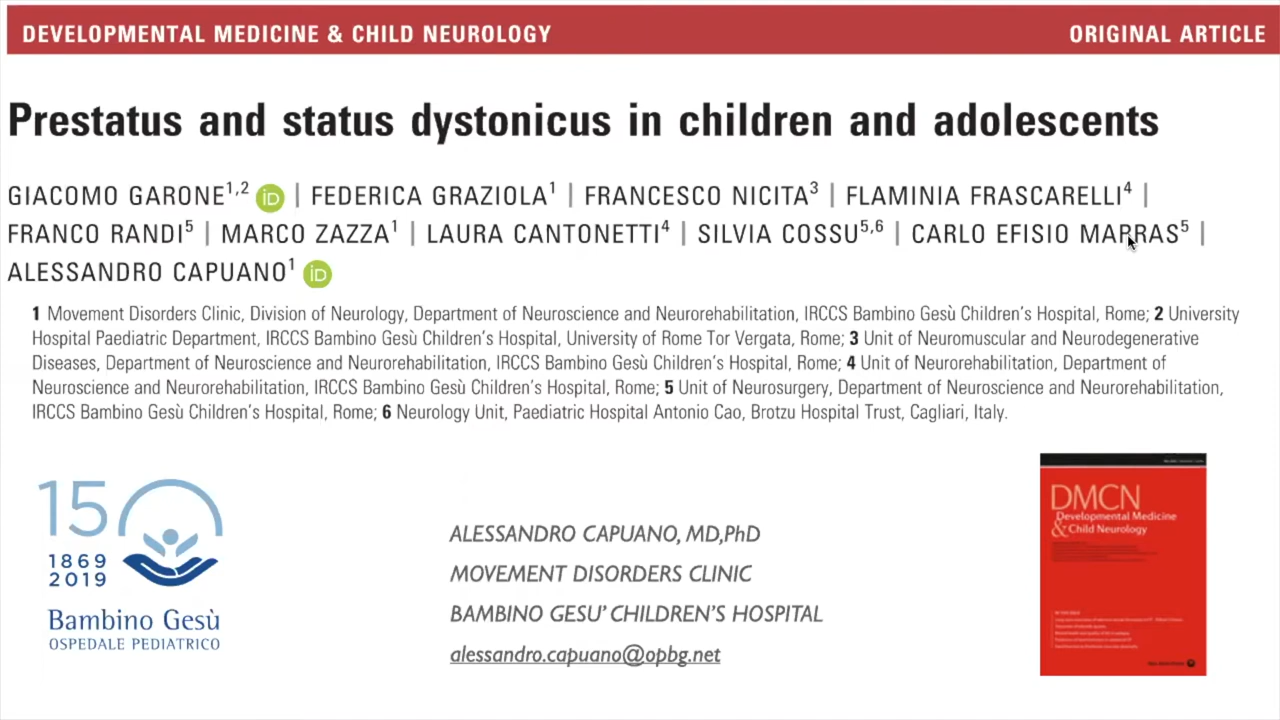 DEVELOPMENTAL MEDICINE & CHILD NEUROLOGY ORIGINAL ARTICLE
Prestatus and status dystonicus in children and adolescents
GIACOMO GARONE1,2 iD | FEDERICA GRAZIOLA1 | FRANCESCO NICITA3 | FLAMINIA FRASCARELLI4 |
FRANCO RANDI5 | MARCO ZAZZA1 | LAURA CANTONETTI4 | SILVIA COSSU5,6 | CARLO EFISIO MARRAS5 |
ALESSANDRO CAPUANO1 iD
1 Movement Disorders Clinic, Division of Neurology, Department of Neuroscience and Neurorehabilitation, IRCCS Bambino Gesù Children's Hospital, Rome; 2 University
Hospital Paediatric Department, IRCCS Bambino Gesù Children's Hospital, University of Rome Tor Vergata, Rome; 3 Unit of Neuromuscular and Neurodegenerative
Diseases, Department of Neuroscience and Neurorehabilitation, IRCCS Bambino Gesù Children's Hospital, Rome; 4 Unit of Neurorehabilitation, Department of
Neuroscience and Neurorehabilitation, IRCCS Bambino Gesù Children's Hospital, Rome; 5 Unit of Neurosurgery, Department of Neuroscience and Neurorehabilitation,
IRCCS Bambino Gesù Children's Hospital, Rome; 6 Neurology Unit, Paediatric Hospital Antonio Cao, Brotzu Hospital Trust, Cagliari, Italy.
150
1869
2019
Bambino Gesù
OSPEDALE PEDIATRICO
ALESSANDRO CAPUANO, MD,PhD
MOVEMENT DISORDERS CLINIC
BAMBINO GESU' CHILDREN'S HOSPITAL
alessandro.capuano@opbg.net
DMCN
Developmental Medicine
& Child Neurology